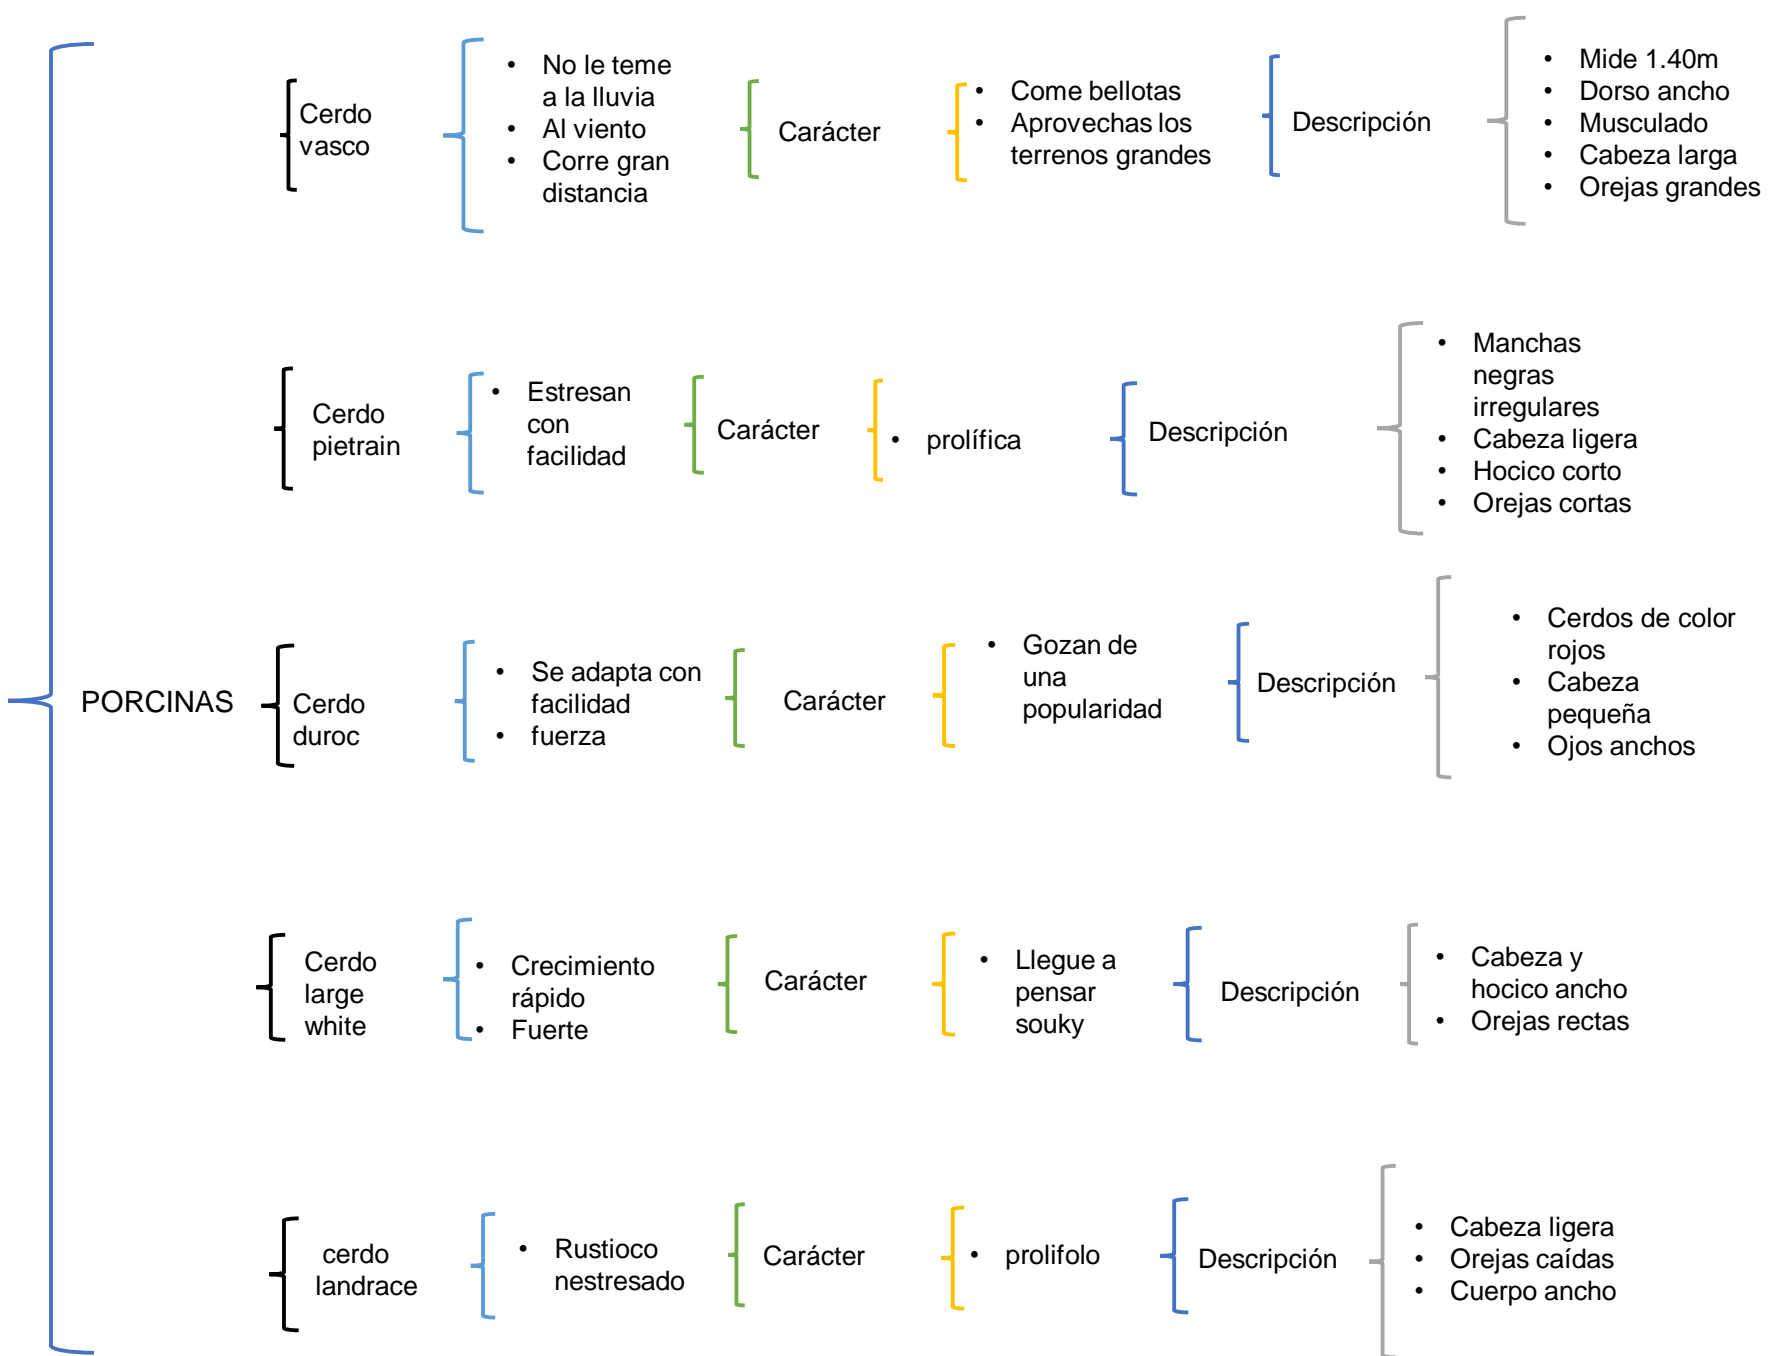 PORCINAS
Cerdo
vasco
• No le teme
a la lluvia
• Al viento
• Corre gran
distancia
Carácter
• Come bellotas
• Aprovechas los
terrenos grandes
Descripción
• Mide 1.40m
• Dorso ancho
• Musculado
• Cabeza larga
• Orejas grandes
Cerdo
pietrain
• Estresan
con
facilidad
Carácter
• prolífica
Descripción
• Manchas
negras
irregulares
• Cabeza ligera
• Hocico corto
• Orejas cortas
Cerdo
duroc
• Se adapta con
facilidad
• fuerza
Carácter
• Gozan de
una
popularidad
Descripción
• Cerdos de color
rojos
• Cabeza
pequeña
• Ojos anchos
Cerdo
large
white
• Crecimiento
rápido
• Fuerte
Carácter
• Llegue a
pensar
souky
Descripción
• Cabeza y
hocico ancho
• Orejas rectas
cerdo
landrace
• Rustioco
nestresado
Carácter
• prolifolo
Descripción
• Cabeza ligera
• Orejas caídas
• Cuerpo ancho